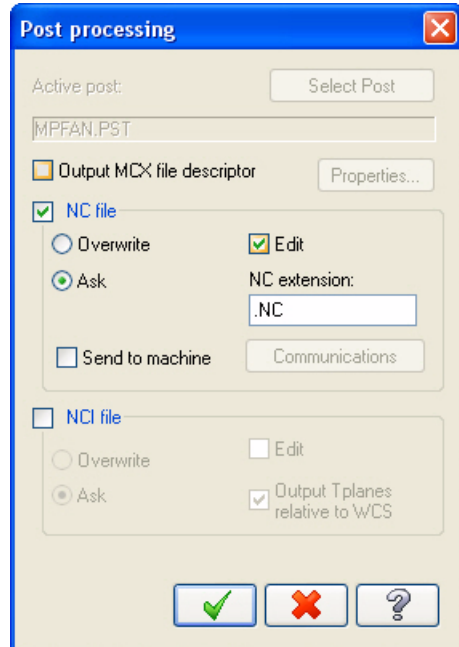 Post processing
Active post:
Select Post
MPFAN.PST
Output MCX file descriptor
Properties...
NC file
Overwrite
Edit
Ask
NC extension:
.NC
Send to machine
Communications
NCI file
Overwrite
Edit
Ask
Output Tplanes
relative to WCS